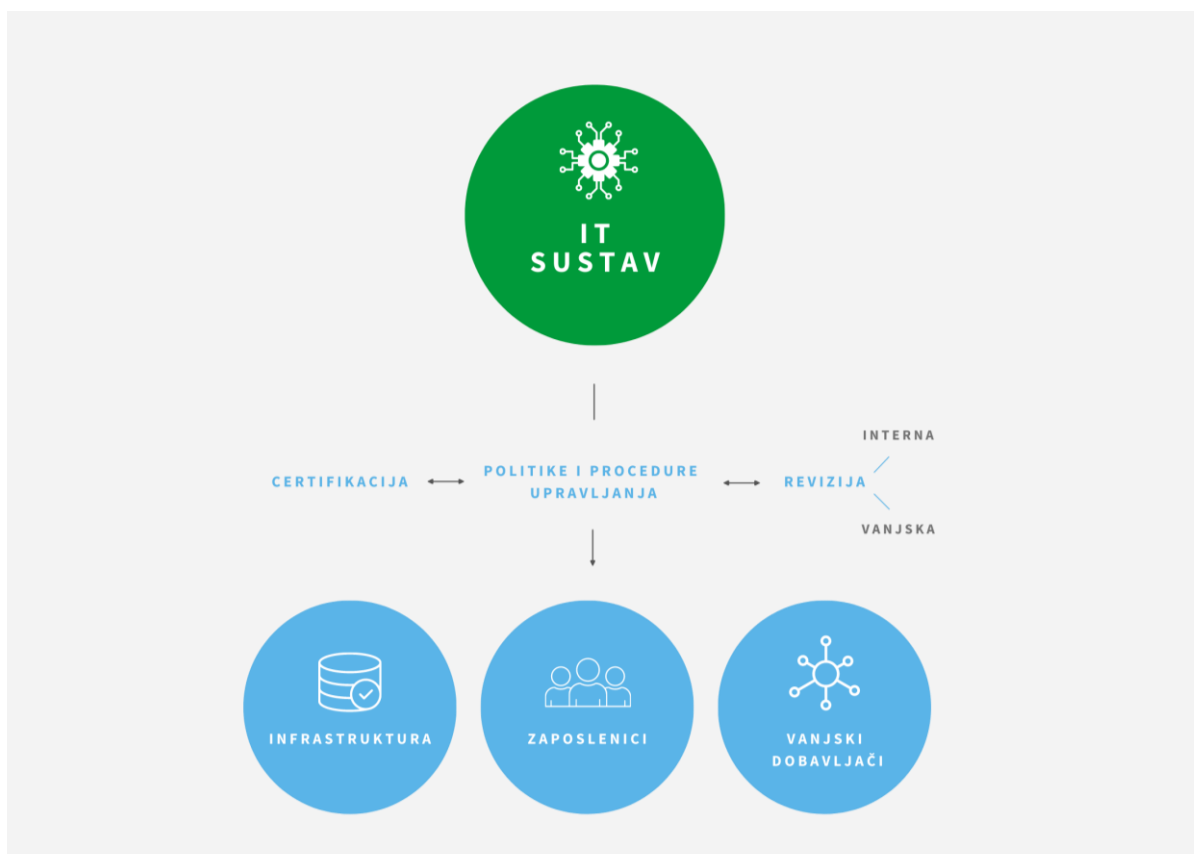 IT
SUSTAV
INTERNA
CERTIFIKACIJA
POLITIKE I PROCEDURE
UPRAVLJANJA
REVIZIJA
VANJSKA
INFRASTRUKTURA
ZAPOSLENICI
VANJSKI
DOBAVLJAČI